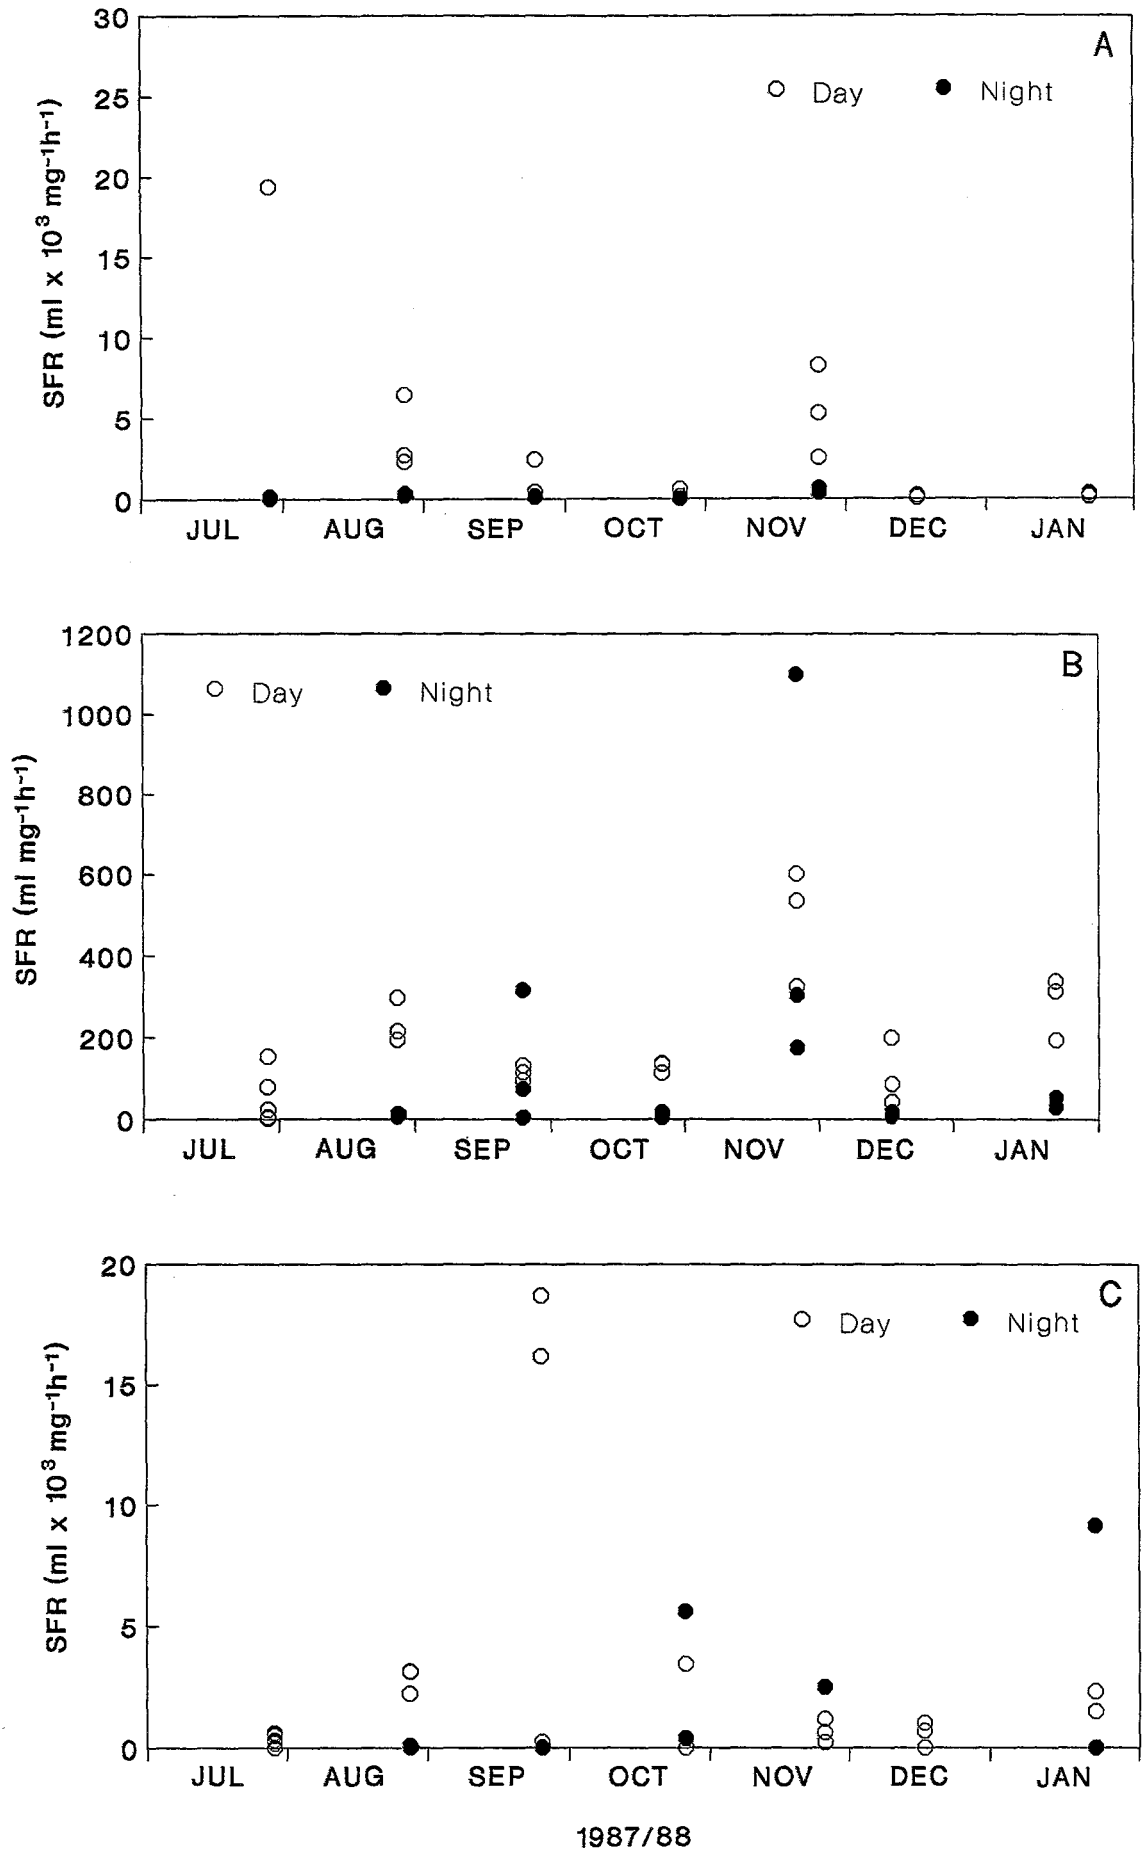 30
A
Day Night
25
20
15
10
5
0
SFR (ml x 10³ mg⁻¹h⁻¹)
JUL AUG SEP OCT NOV DEC JAN
1200
B
Day Night
1000
800
600
400
200
0
SFR (ml mg⁻¹h⁻¹)
JUL AUG SEP OCT NOV DEC JAN
20
C
Day Night
15
10
5
0
SFR (ml x 10³ mg⁻¹h⁻¹)
JUL AUG SEP OCT NOV DEC JAN
1987/88